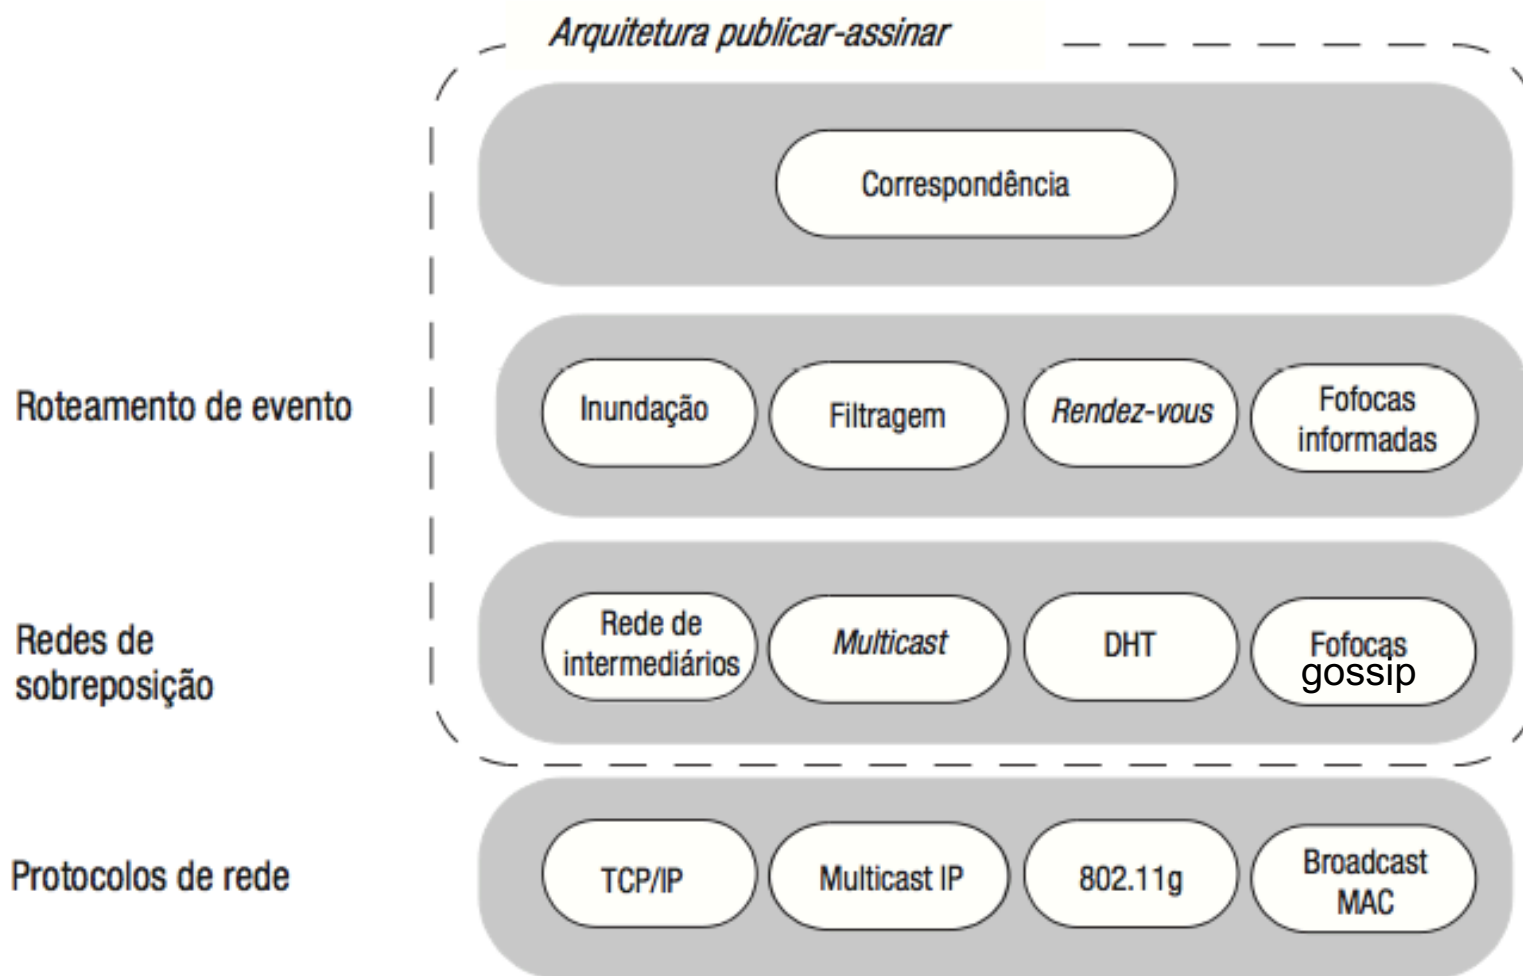 Arquitetura publicar-assinar
Correspondência
Roteamento de evento
Inundação
Filtragem
Rendez-vous
Fofocas
informadas
Redes de
sobreposição
Rede de
intermediários
Multicast
DHT
Fofocas
gossip
Protocolos de rede
TCP/IP
Multicast IP
802.11g
Broadcast
MAC